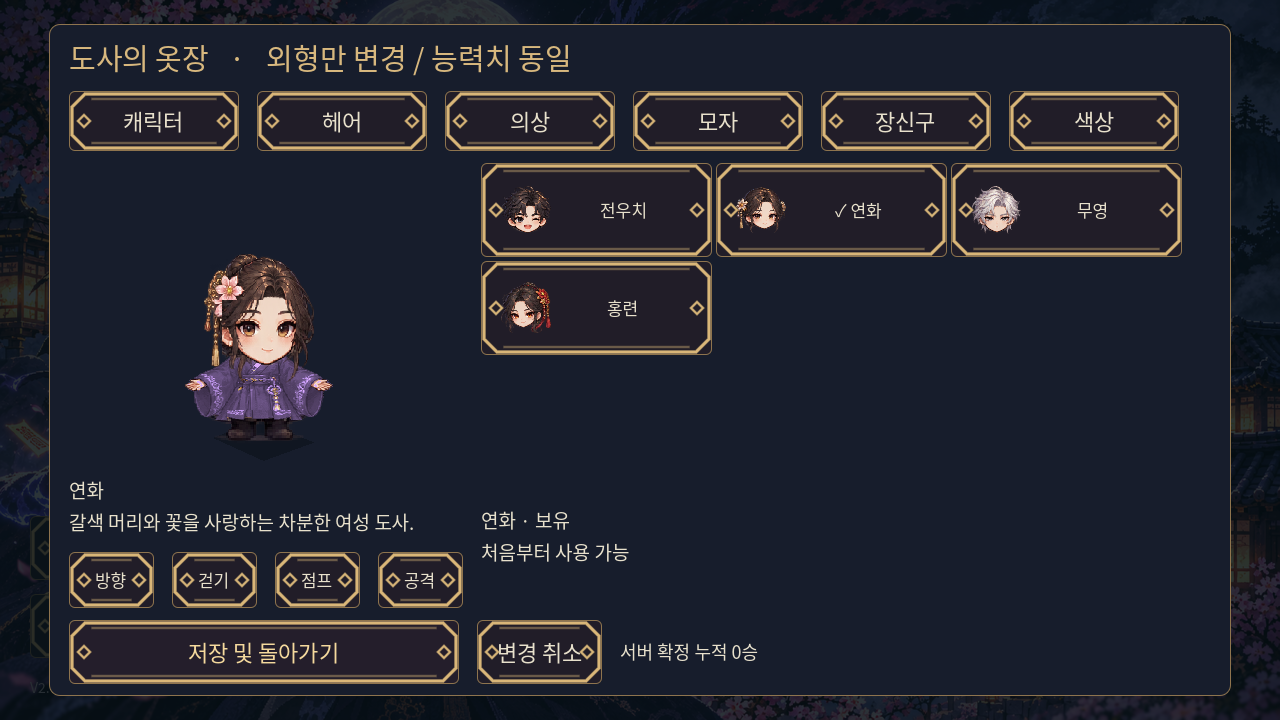 도사의 옷장 · 외형만 변경 / 능력치 동일
캐릭터 헤어 의상 모자 장신구 색상
전우치 ✓ 연화 무영
홍련
연화
갈색 머리와 꽃을 사랑하는 차분한 여성 도사.
연화 · 보유
처음부터 사용 가능
방향 걷기 점프 공격
저장 및 돌아가기 변경 취소 서버 확정 누적 0승